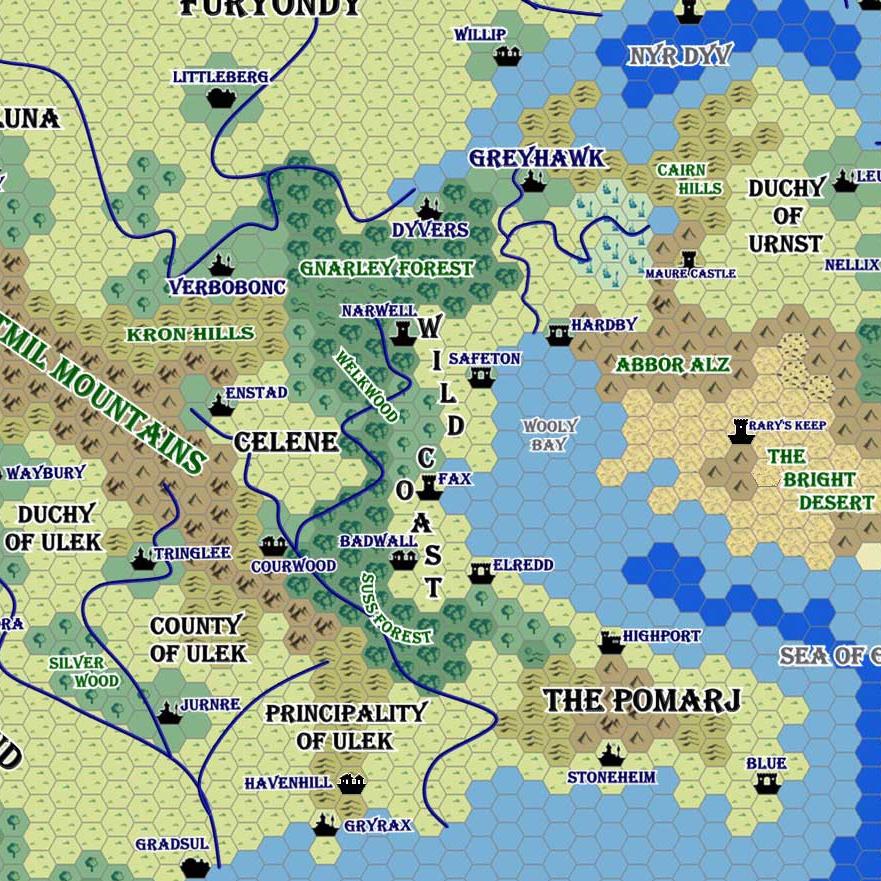 FURYONDY
WILLIP
NYR DYV
LITTLEBERG
LUNA
GREYHAWK
CAIRN
HILLS
DUCHY
OF
URNST
LEU
Y
DYVERS
GNARLEY FOREST
MAURE CASTLE
NELLIX
VERBOBONC
NARWELL
KRON HILLS
HARDBY
WILD COAST
SAFETON
WELKWOOD
ABBOR ALZ
TMIL MOUNTAINS
ENSTAD
CELENE
WOOLY
BAY
RARY'S KEEP
THE
BRIGHT
DESERT
WAYBURY
FAX
DUCHY
OF ULEK
TRINGLEE
BADWALL
COURWOOD
ELREDD
SUSS FOREST
RA
COUNTY
OF ULEK
HIGHPORT
SEA OF G
SILVER
WOOD
JURNRE
THE POMARJ
PRINCIPALITY
OF ULEK
ND
STONEHEIM
BLUE
HAVENHILL
GRYRAX
GRADSUL